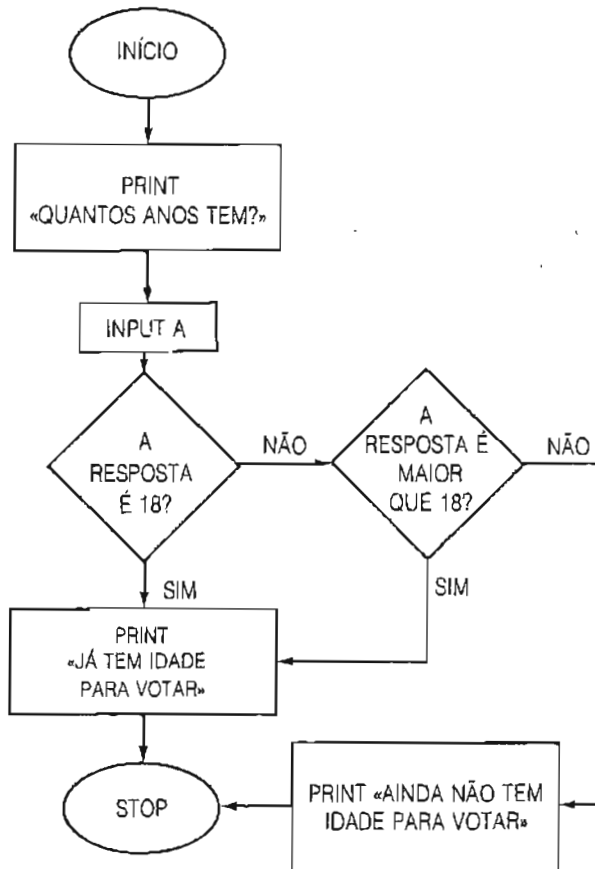 INÍCIO
PRINT
«QUANTOS ANOS TEM?»
INPUT A
A
RESPOSTA
É 18?
NÃO
A
RESPOSTA É
MAIOR
QUE 18?
NÃO
SIM
SIM
PRINT
«JÁ TEM IDADE
PARA VOTAR»
STOP
PRINT «AINDA NÃO TEM
IDADE PARA VOTAR»